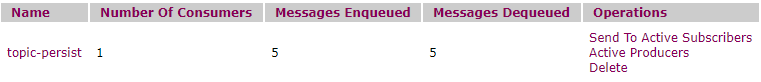 Name Number Of Consumers Messages Enqueued Messages Dequeued Operations
topic-persist 1 5 5 Send To Active Subscribers
Active Producers
Delete